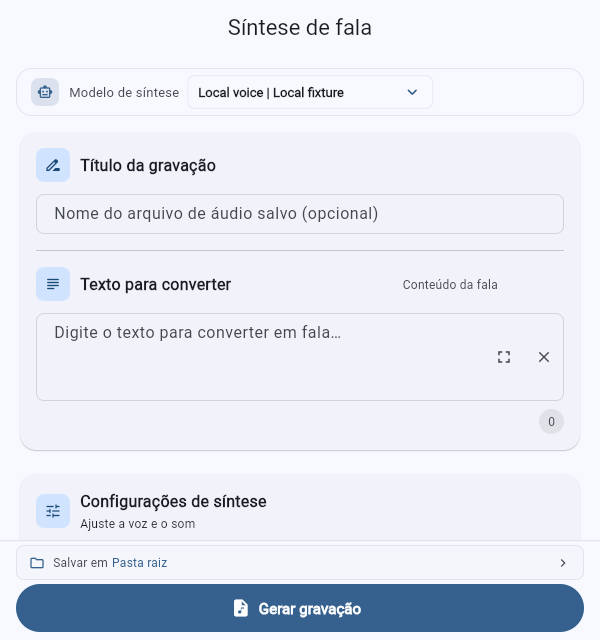 Síntese de fala
Modelo de síntese
Local voice | Local fixture
Título da gravação
Nome do arquivo de áudio salvo (opcional)
Texto para converter
Conteúdo da fala
Digite o texto para converter em fala…
0
Configurações de síntese
Ajuste a voz e o som
Salvar em Pasta raiz
Gerar gravação